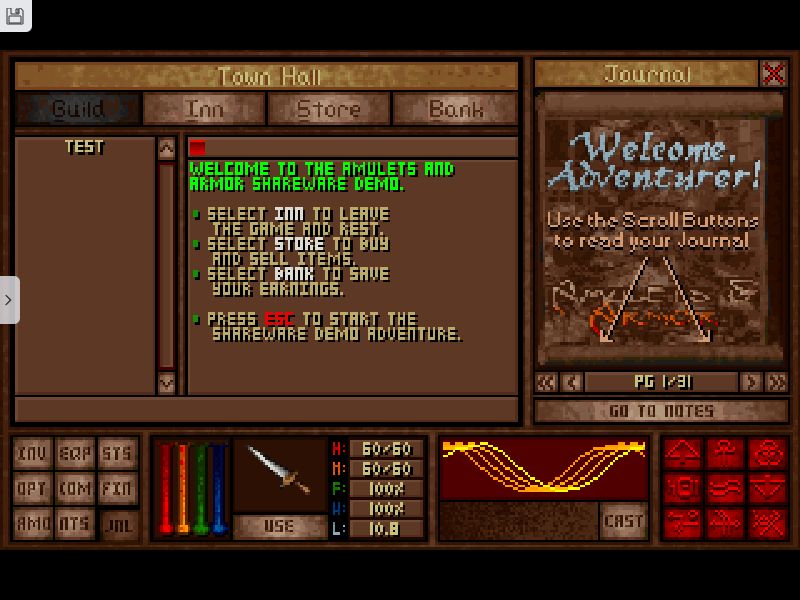 Town Hall
Journal
Guild Inn Store Bank
TEST
WELCOME TO THE AMULETS AND
ARMOR SHAREWARE DEMO.
SELECT INN TO LEAVE
THE GAME AND REST.
SELECT STORE TO BUY
AND SELL ITEMS.
SELECT BANK TO SAVE
YOUR EARNINGS.
PRESS ESC TO START THE
SHAREWARE DEMO ADVENTURE.
Welcome,
Adventurer!
Use the Scroll Buttons
to read your Journal
PG 1/31
GO TO NOTES
INV EQP STS
OPT COM FIN
AMO NTS JNL
USE
H: 60/60
M: 60/60
F: 100%
W: 100%
L: 10.8
CAST